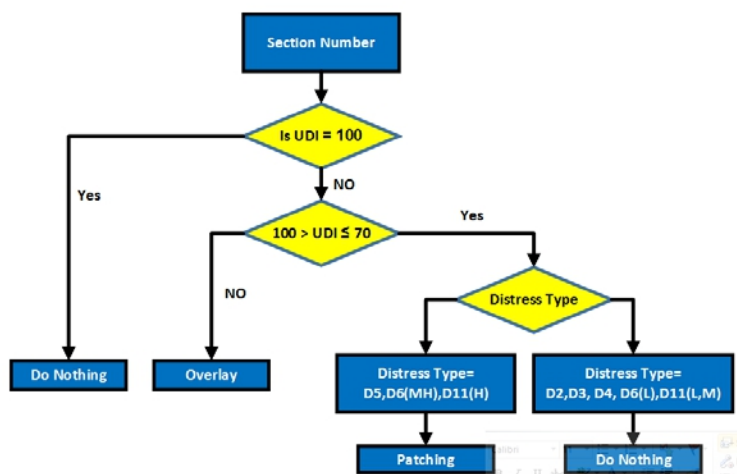 Section Number
Is UDI = 100
Yes
NO
100 > UDI ≤ 70
Yes
NO
Distress Type
Do Nothing
Overlay
Distress Type=
D5,D6(MH),D11(H)
Distress Type=
D2,D3, D4, D6(L),D11(L,M)
Patching
Do Nothing